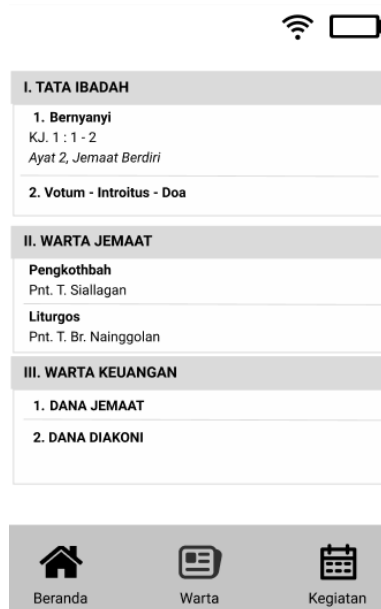 I. TATA IBADAH
1. Bernyanyi
KJ. 1 : 1 - 2
Ayat 2, Jemaat Berdiri
2. Votum - Introitus - Doa
II. WARTA JEMAAT
Pengkothbah
Pnt. T. Siallagan
Liturgos
Pnt. T. Br. Nainggolan
III. WARTA KEUANGAN
1. DANA JEMAAT
2. DANA DIAKONI
Beranda Warta Kegiatan